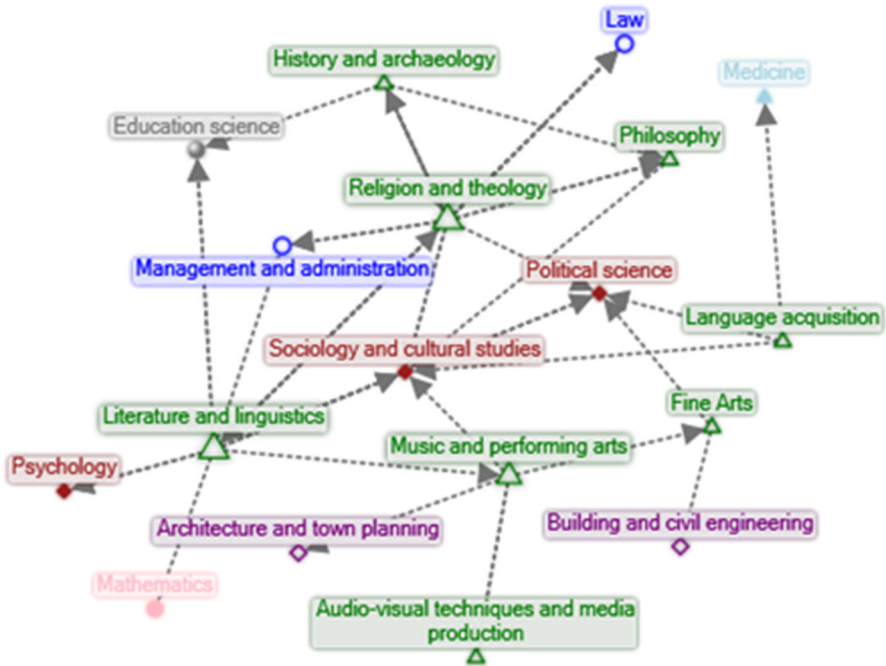 Law
History and archaeology
Medicine
Education science
Philosophy
Religion and theology
Management and administration
Political science
Language acquisition
Sociology and cultural studies
Fine Arts
Literature and linguistics
Music and performing arts
Psychology
Architecture and town planning
Building and civil engineering
Mathematics
Audio-visual techniques and media
production